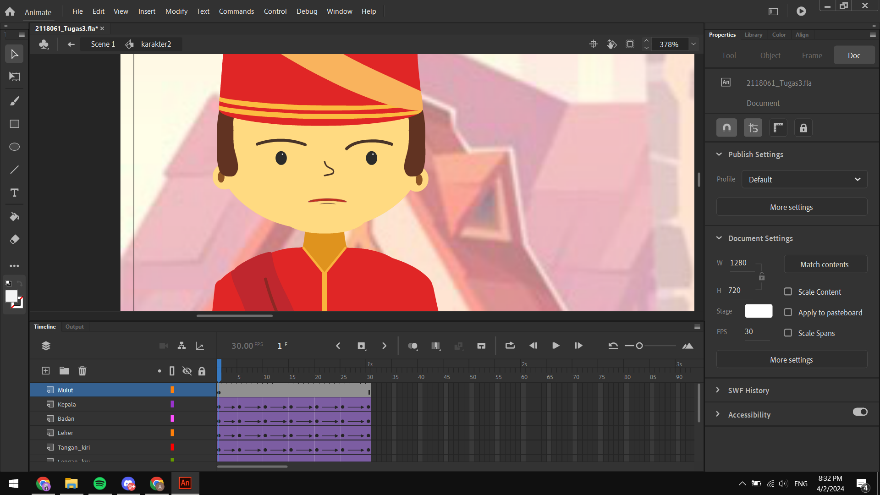 Animate File Edit View Insert Modify Text Commands Control Debug Window Help
2118061_Tugas3.fla*
Scene 1 karakter2 378%
Properties Library Color Align
Tool Object Frame Doc
An 2118061_Tugas3.fla
Document
Publish Settings
Profile Default
More settings
Document Settings
W 1280 Match contents
H 720 Scale Content
Stage Apply to pasteboard
FPS 30 Scale Spans
More settings
SWF History
Accessibility
Timeline Output
30.00 FPS 1 F
1s 2s 3s
5 10 15 20 25 30 35 40 45 50 55 60 65 70 75 80 85 90
Mulut
Kepala
Badan
Leher
Tangan_kiri
An ENG 8:32 PM
4/2/2024 4